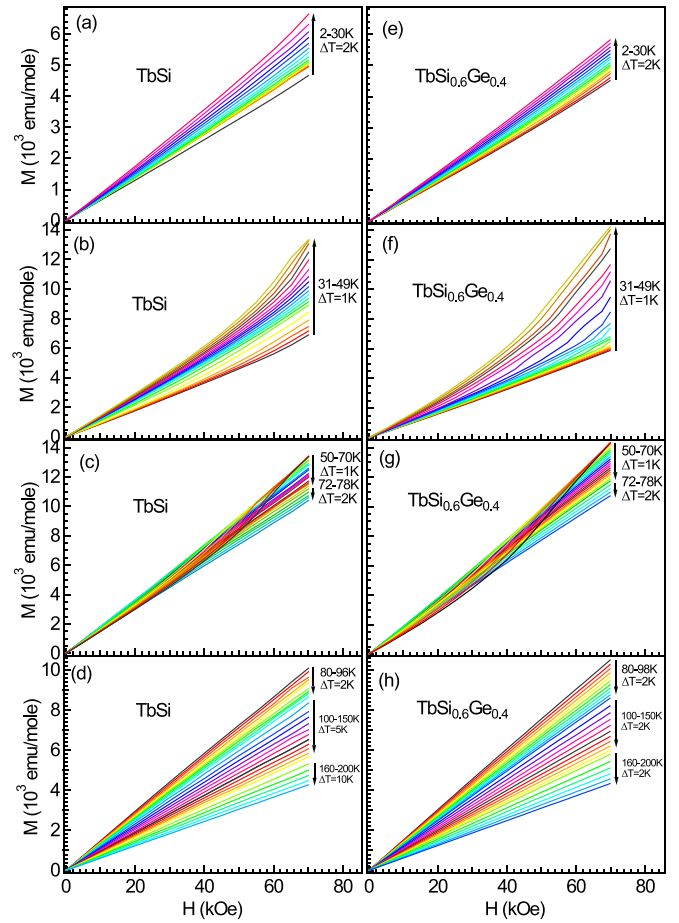 (a)
TbSi
2-30K
ΔT=2K
M (10³ emu/mole)
6
5
4
3
2
1
0
(e)
TbSi₀.₆Ge₀.₄
2-30K
ΔT=2K
(b)
TbSi
31-49K
ΔT=1K
M (10³ emu/mole)
14
12
10
8
6
4
2
0
(f)
TbSi₀.₆Ge₀.₄
31-49K
ΔT=1K
(c)
TbSi
50-70K
ΔT=1K
72-78K
ΔT=2K
M (10³ emu/mole)
14
12
10
8
6
4
2
0
(g)
TbSi₀.₆Ge₀.₄
50-70K
ΔT=1K
72-78K
ΔT=2K
(d)
TbSi
80-96K
ΔT=2K
100-150K
ΔT=5K
160-200K
ΔT=10K
M (10³ emu/mole)
10
8
6
4
2
0
0 20 40 60 80
H (kOe)
(h)
TbSi₀.₆Ge₀.₄
80-98K
ΔT=2K
100-150K
ΔT=2K
160-200K
ΔT=2K
0 20 40 60 80
H (kOe)